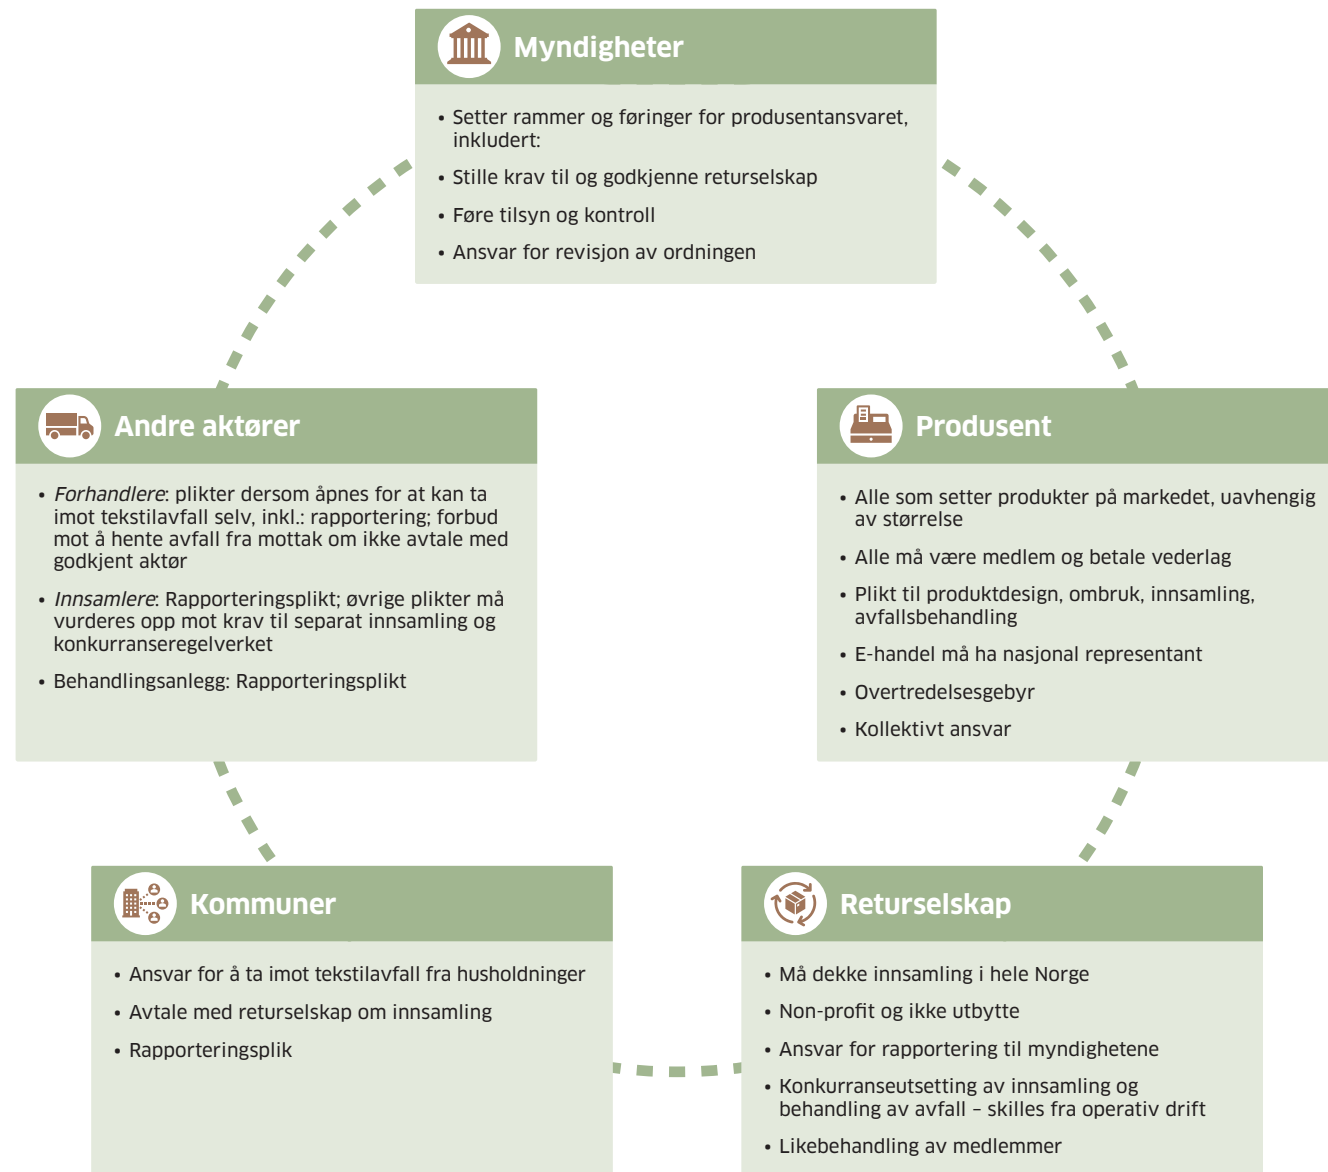 Myndigheter
• Setter rammer og føringer for produsentansvaret,
inkludert:
• Stille krav til og godkjenne returselskap
• Føre tilsyn og kontroll
• Ansvar for revisjon av ordningen
Andre aktører
• Forhandlere: plikter dersom åpnes for at kan ta
imot tekstilavfall selv, inkl.: rapportering; forbud
mot å hente avfall fra mottak om ikke avtale med
godkjent aktør
• Innsamlere: Rapporteringsplikt; øvrige plikter må
vurderes opp mot krav til separat innsamling og
konkurranseregelverket
• Behandlingsanlegg: Rapporteringsplikt
Produsent
• Alle som setter produkter på markedet, uavhengig
av størrelse
• Alle må være medlem og betale vederlag
• Plikt til produktdesign, ombruk, innsamling,
avfallsbehandling
• E-handel må ha nasjonal representant
• Overtredelsesgebyr
• Kollektivt ansvar
Kommuner
• Ansvar for å ta imot tekstilavfall fra husholdninger
• Avtale med returselskap om innsamling
• Rapporteringsplik
Returselskap
• Må dekke innsamling i hele Norge
• Non-profit og ikke utbytte
• Ansvar for rapportering til myndighetene
• Konkurranseutsetting av innsamling og
behandling av avfall – skilles fra operativ drift
• Likebehandling av medlemmer